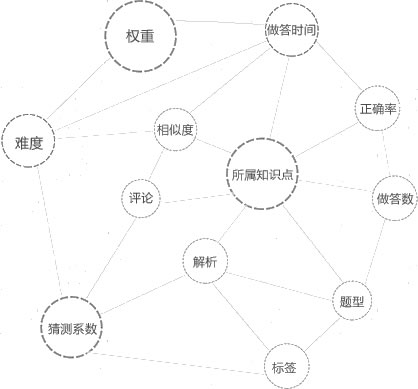 权重
做答时间
正确率
相似度
难度
所属知识点
评论
做答数
解析
题型
猜测系数
标签